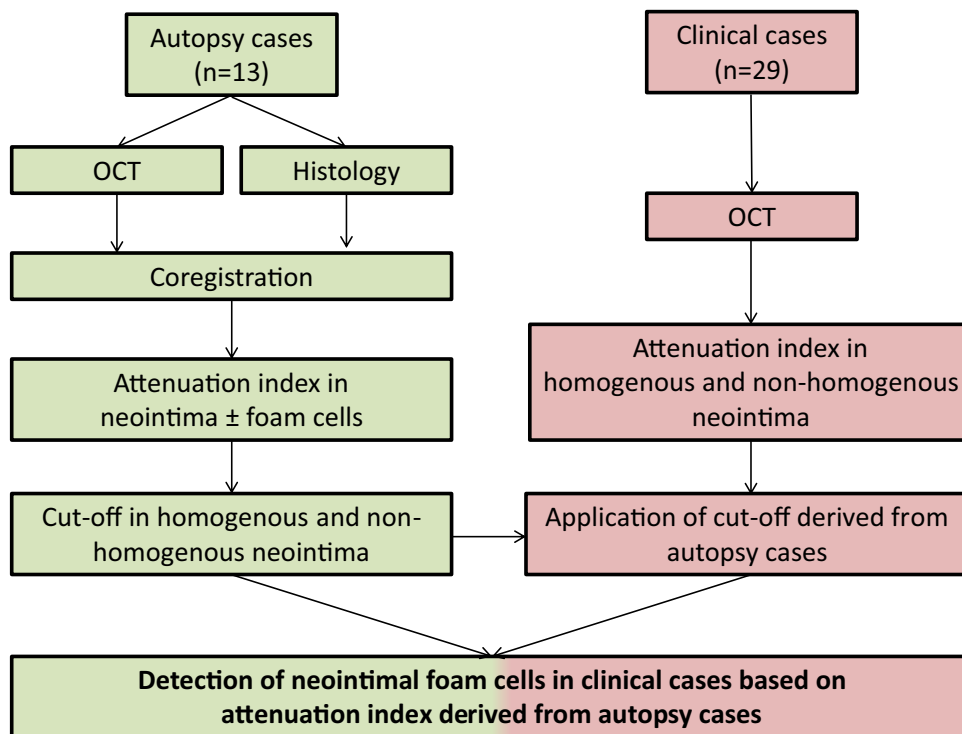 Autopsy cases
(n=13)
Clinical cases
(n=29)
OCT
Histology
OCT
Coregistration
Attenuation index in
neointima ± foam cells
Attenuation index in
homogenous and non-homogenous
neointima
Cut-off in homogenous and non-
homogenous neointima
Application of cut-off derived from
autopsy cases
Detection of neointimal foam cells in clinical cases based on
attenuation index derived from autopsy cases